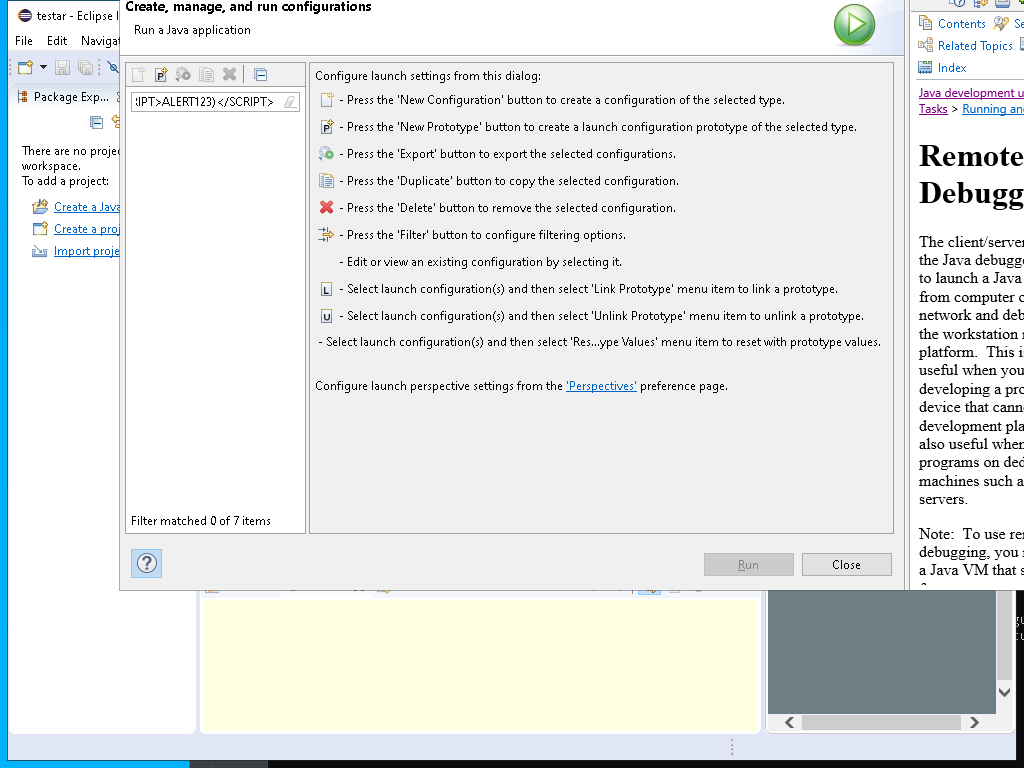 Create, manage, and run configurations
testar - Eclipse I
Run a Java application
File Edit Navigat
Contents
Se
Related Topics
Index
Package Exp...
Configure launch settings from this dialog:
!IPT>ALERT123)</SCRIPT>
- Press the 'New Configuration' button to create a configuration of the selected type.
- Press the 'New Prototype' button to create a launch configuration prototype of the selected type.
- Press the 'Export' button to export the selected configurations.
- Press the 'Duplicate' button to copy the selected configuration.
- Press the 'Delete' button to remove the selected configuration.
- Press the 'Filter' button to configure filtering options.
- Edit or view an existing configuration by selecting it.
L - Select launch configuration(s) and then select 'Link Prototype' menu item to link a prototype.
U - Select launch configuration(s) and then select 'Unlink Prototype' menu item to unlink a prototype.
- Select launch configuration(s) and then select 'Res...ype Values' menu item to reset with prototype values.
Configure launch perspective settings from the 'Perspectives' preference page.
There are no projec
workspace.
To add a project:
Create a Java
Create a proj
Import proje
Filter matched 0 of 7 items
Run
Close
Java development u
Tasks > Running and
Remote
Debugg
The client/server
the Java debugge
to launch a Java
from computer o
network and deb
the workstation r
platform. This is
useful when you
developing a pro
device that canno
development pla
also useful when
programs on ded
machines such a
servers.
Note: To use rem
debugging, you r
a Java VM that s